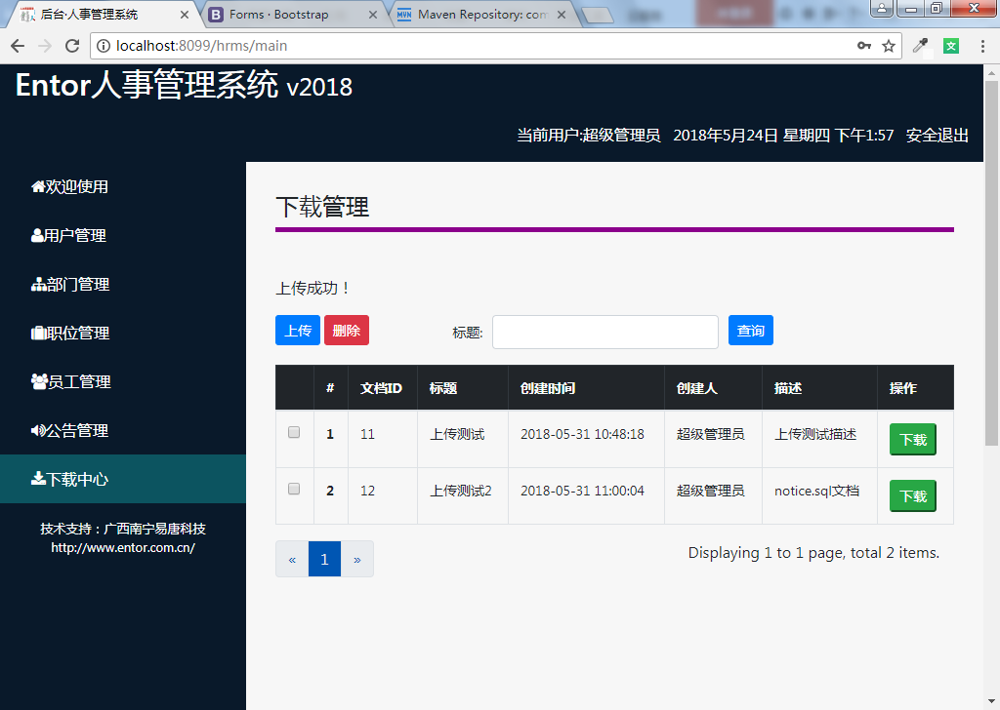 后台·人事管理系统
Forms · Bootstrap
Maven Repository: com
localhost:8099/hrms/main
Entor人事管理系统 v2018
当前用户:超级管理员 2018年5月24日 星期四 下午1:57 安全退出
欢迎使用
用户管理
部门管理
职位管理
员工管理
公告管理
下载中心
技术支持：广西南宁易唐科技
http://www.entor.com.cn/
下载管理
上传成功！
上传 删除 标题: 查询
# 文档ID 标题 创建时间 创建人 描述 操作
1 11 上传测试 2018-05-31 10:48:18 超级管理员 上传测试描述 下载
2 12 上传测试2 2018-05-31 11:00:04 超级管理员 notice.sql文档 下载
« 1 »
Displaying 1 to 1 page, total 2 items.